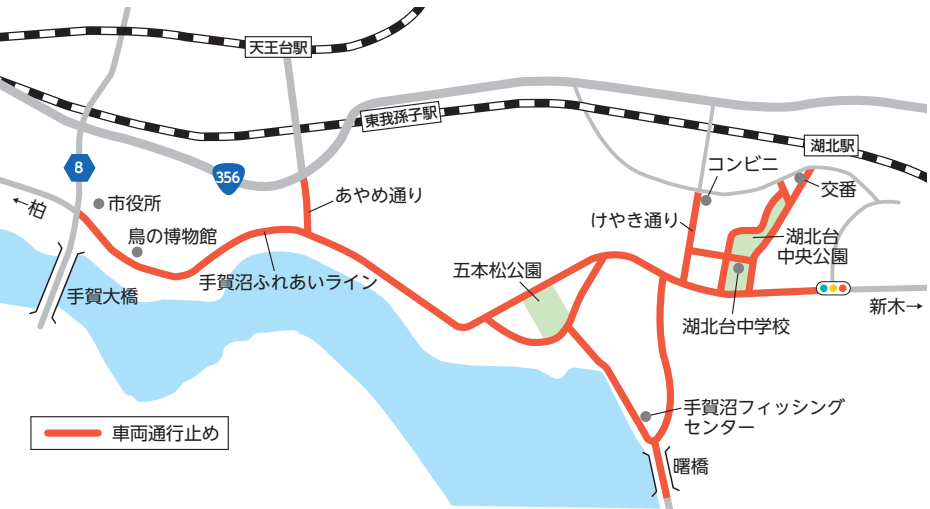 天王台駅
東我孫子駅
湖北駅
8
356
コンビニ
交番
あやめ通り
市役所
←柏
けやき通り
鳥の博物館
湖北台
中央公園
五本松公園
手賀沼ふれあいライン
手賀大橋
新木→
湖北台中学校
手賀沼フィッシング
センター
車両通行止め
曙橋